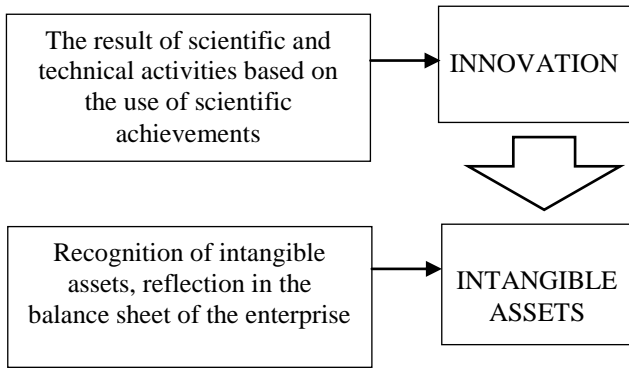 The result of scientific and
technical activities based on
the use of scientific
achievements
INNOVATION
Recognition of intangible
assets, reflection in the
balance sheet of the enterprise
INTANGIBLE
ASSETS